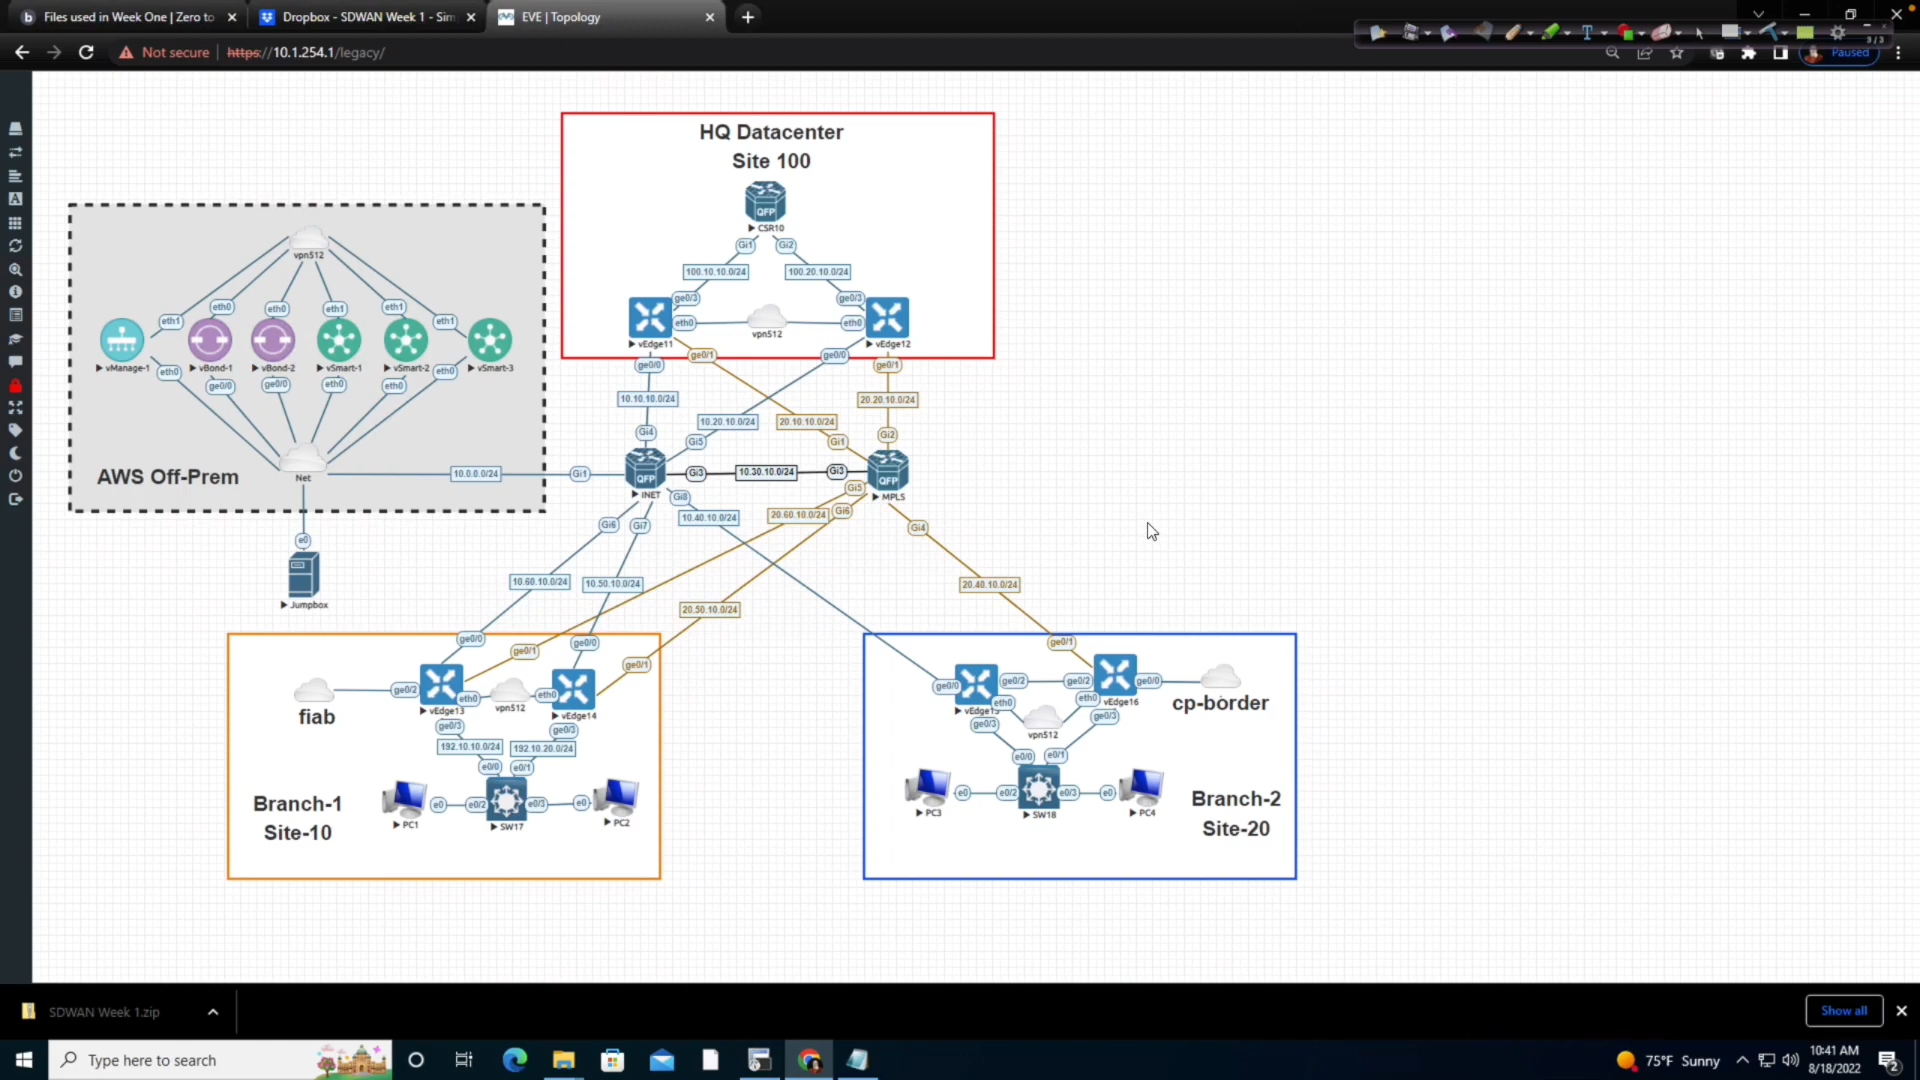 Files used in Week One | Zero to
Dropbox - SDWAN Week 1 - Sim
EVE | Topology
Not secure
https://10.1.254.1/legacy/
3/3
Paused
HQ Datacenter
Site 100
CSR10
Gi1
Gi2
100.10.10.0/24
100.20.10.0/24
ge0/3
ge0/3
eth0
vpn512
eth0
vEdge11
vEdge12
ge0/0
ge0/1
ge0/0
ge0/1
10.10.10.0/24
20.20.10.0/24
10.20.10.0/24
20.10.10.0/24
Gi4
Gi5
Gi1
Gi2
vpn512
eth1
eth0
eth0
eth1
eth1
eth1
vManage-1
vBond-1
vBond-2
vSmart-1
vSmart-2
vSmart-3
eth0
ge0/0
ge0/0
eth0
eth0
eth0
AWS Off-Prem
Net
10.0.0.0/24
Gi1
INET
Gi3
10.30.10.0/24
Gi3
MPLS
Gi8
Gi5
Gi6
Gi6
Gi7
10.40.10.0/24
20.60.10.0/24
Gi4
e0
Jumpbox
10.60.10.0/24
10.50.10.0/24
20.50.10.0/24
20.40.10.0/24
ge0/0
ge0/1
ge0/0
ge0/1
fiab
ge0/2
eth0
vpn512
eth0
vEdge13
vEdge14
ge0/3
ge0/3
192.10.10.0/24
192.10.20.0/24
e0/0
e0/1
Branch-1
Site-10
PC1
e0
e0/2
SW17
e0/3
e0
PC2
ge0/1
ge0/0
ge0/2
ge0/2
ge0/0
cp-border
eth0
eth0
vEdge16
ge0/3
vpn512
ge0/3
e0/0
e0/1
PC3
e0
e0/2
SW18
e0/3
e0
PC4
Branch-2
Site-20
SDWAN Week 1.zip
Show all
Type here to search
75°F Sunny
10:41 AM
8/18/2022
2